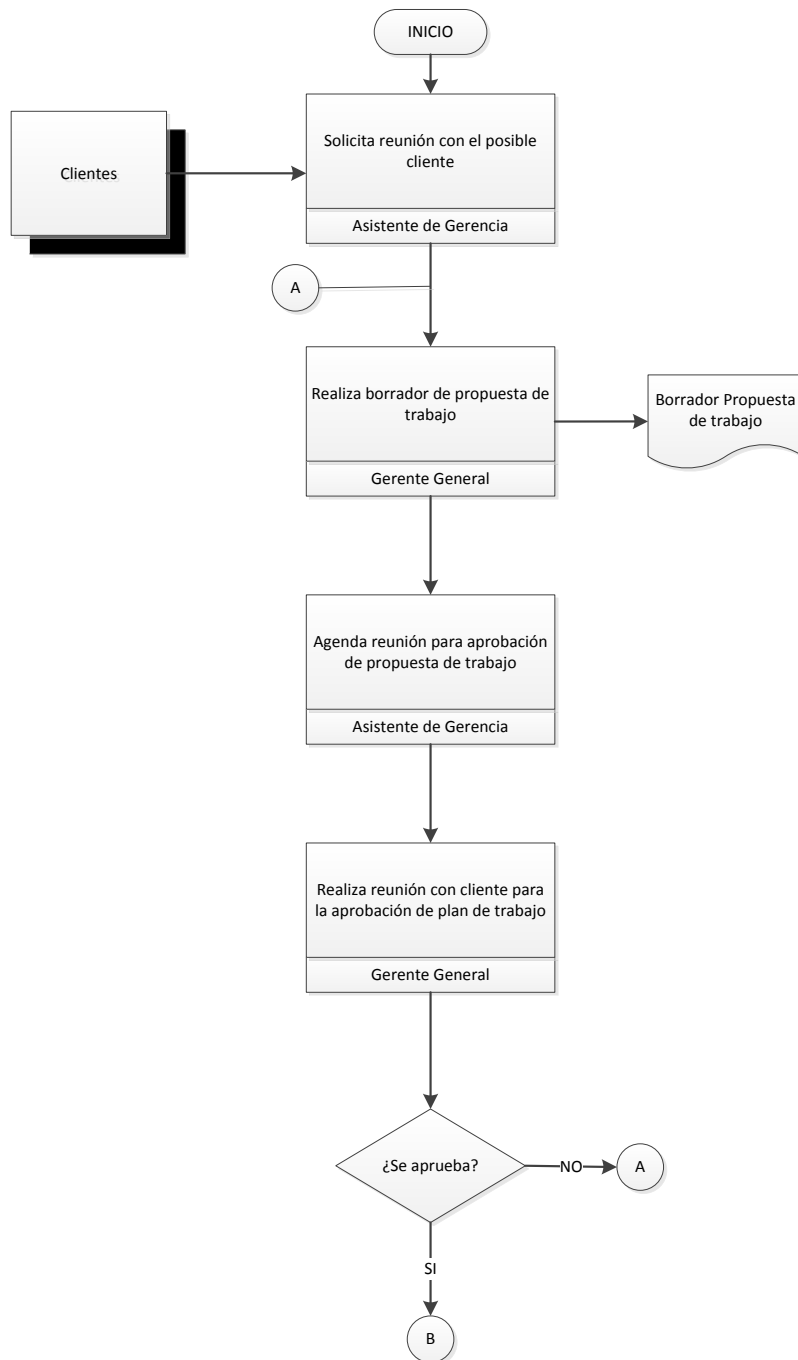 INICIO
Solicita reunión con el posible
cliente
Clientes
Asistente de Gerencia
A
Realiza borrador de propuesta de
trabajo
Borrador Propuesta
de trabajo
Gerente General
Agenda reunión para aprobación
de propuesta de trabajo
Asistente de Gerencia
Realiza reunión con cliente para
la aprobación de plan de trabajo
Gerente General
¿Se aprueba?
NO
A
SI
B